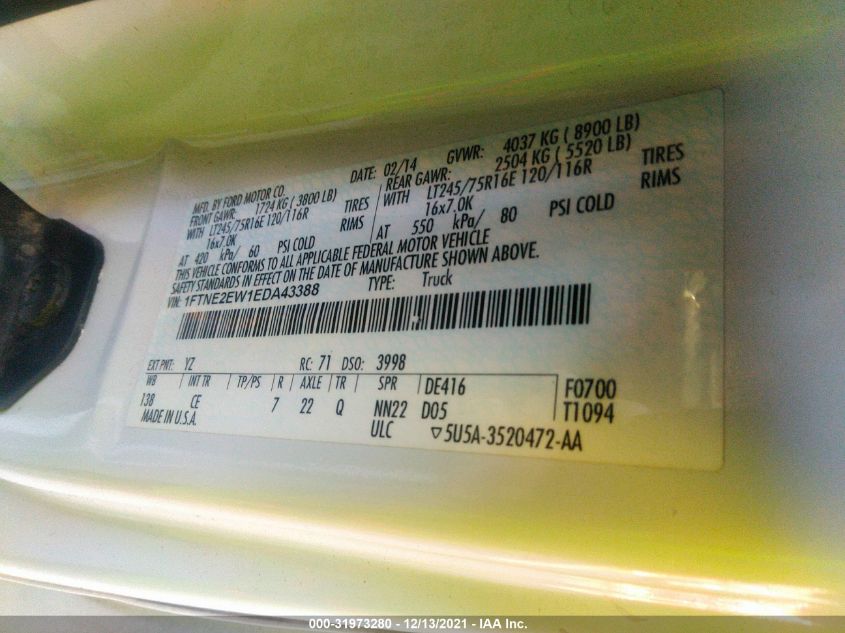 MFD. BY FORD MOTOR CO.
DATE: 02/14 GVWR: 4037 KG ( 8900 LB)
FRONT GAWR: 1724 KG ( 3800 LB) REAR GAWR: 2504 KG ( 5520 LB)
WITH LT245/75R16E 120/116R TIRES WITH LT245/75R16E 120/116R TIRES
16x7.0K RIMS 16x7.0K RIMS
AT 420 kPa/ 60 PSI COLD AT 550 kPa/ 80 PSI COLD
THIS VEHICLE CONFORMS TO ALL APPLICABLE FEDERAL MOTOR VEHICLE
SAFETY STANDARDS IN EFFECT ON THE DATE OF MANUFACTURE SHOWN ABOVE.
VIN: 1FTNE2EW1EDA43388 TYPE: Truck
EXT PNT: YZ RC: 71 DSO: 3998
WB INT TR TP/PS R AXLE TR SPR DE416 F0700
138 CE 7 22 Q NN22 D05 T1094
MADE IN U.S.A. ULC ▽5U5A-3520472-AA
000-31973280 - 12/13/2021 - IAA Inc.